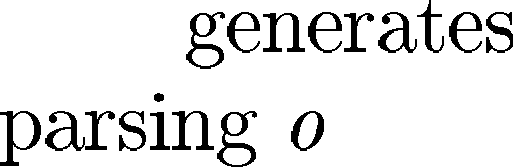 generates
parsing o